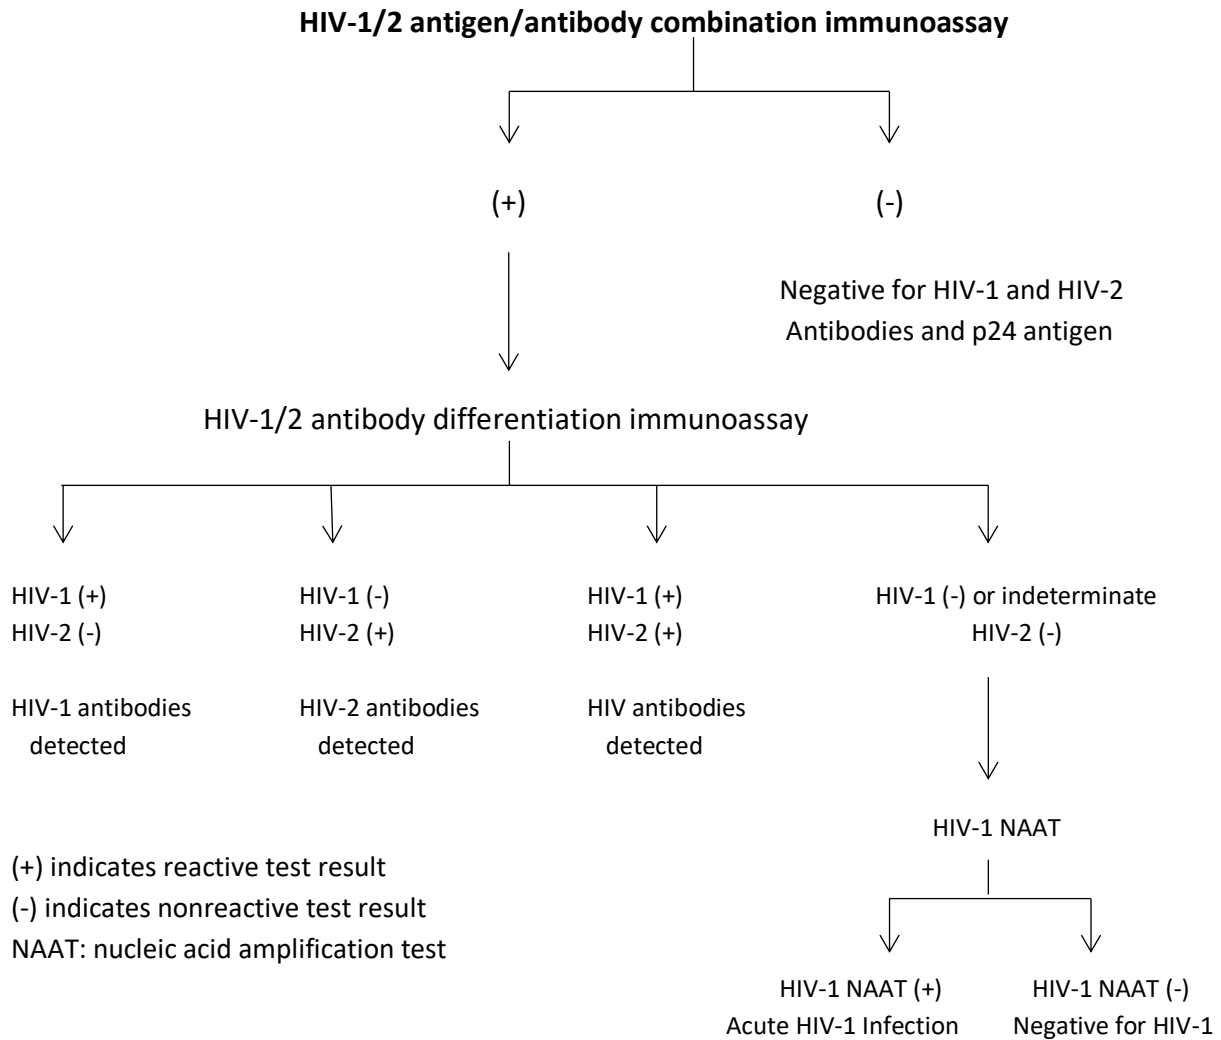 HIV-1/2 antigen/antibody combination immunoassay
(+)
(-)
Negative for HIV-1 and HIV-2
Antibodies and p24 antigen
HIV-1/2 antibody differentiation immunoassay
HIV-1 (+)
HIV-2 (-)
HIV-1 antibodies
detected
HIV-1 (-)
HIV-2 (+)
HIV-2 antibodies
detected
HIV-1 (+)
HIV-2 (+)
HIV antibodies
detected
HIV-1 (-) or indeterminate
HIV-2 (-)
HIV-1 NAAT
HIV-1 NAAT (+)
Acute HIV-1 Infection
HIV-1 NAAT (-)
Negative for HIV-1
(+) indicates reactive test result
(-) indicates nonreactive test result
NAAT: nucleic acid amplification test